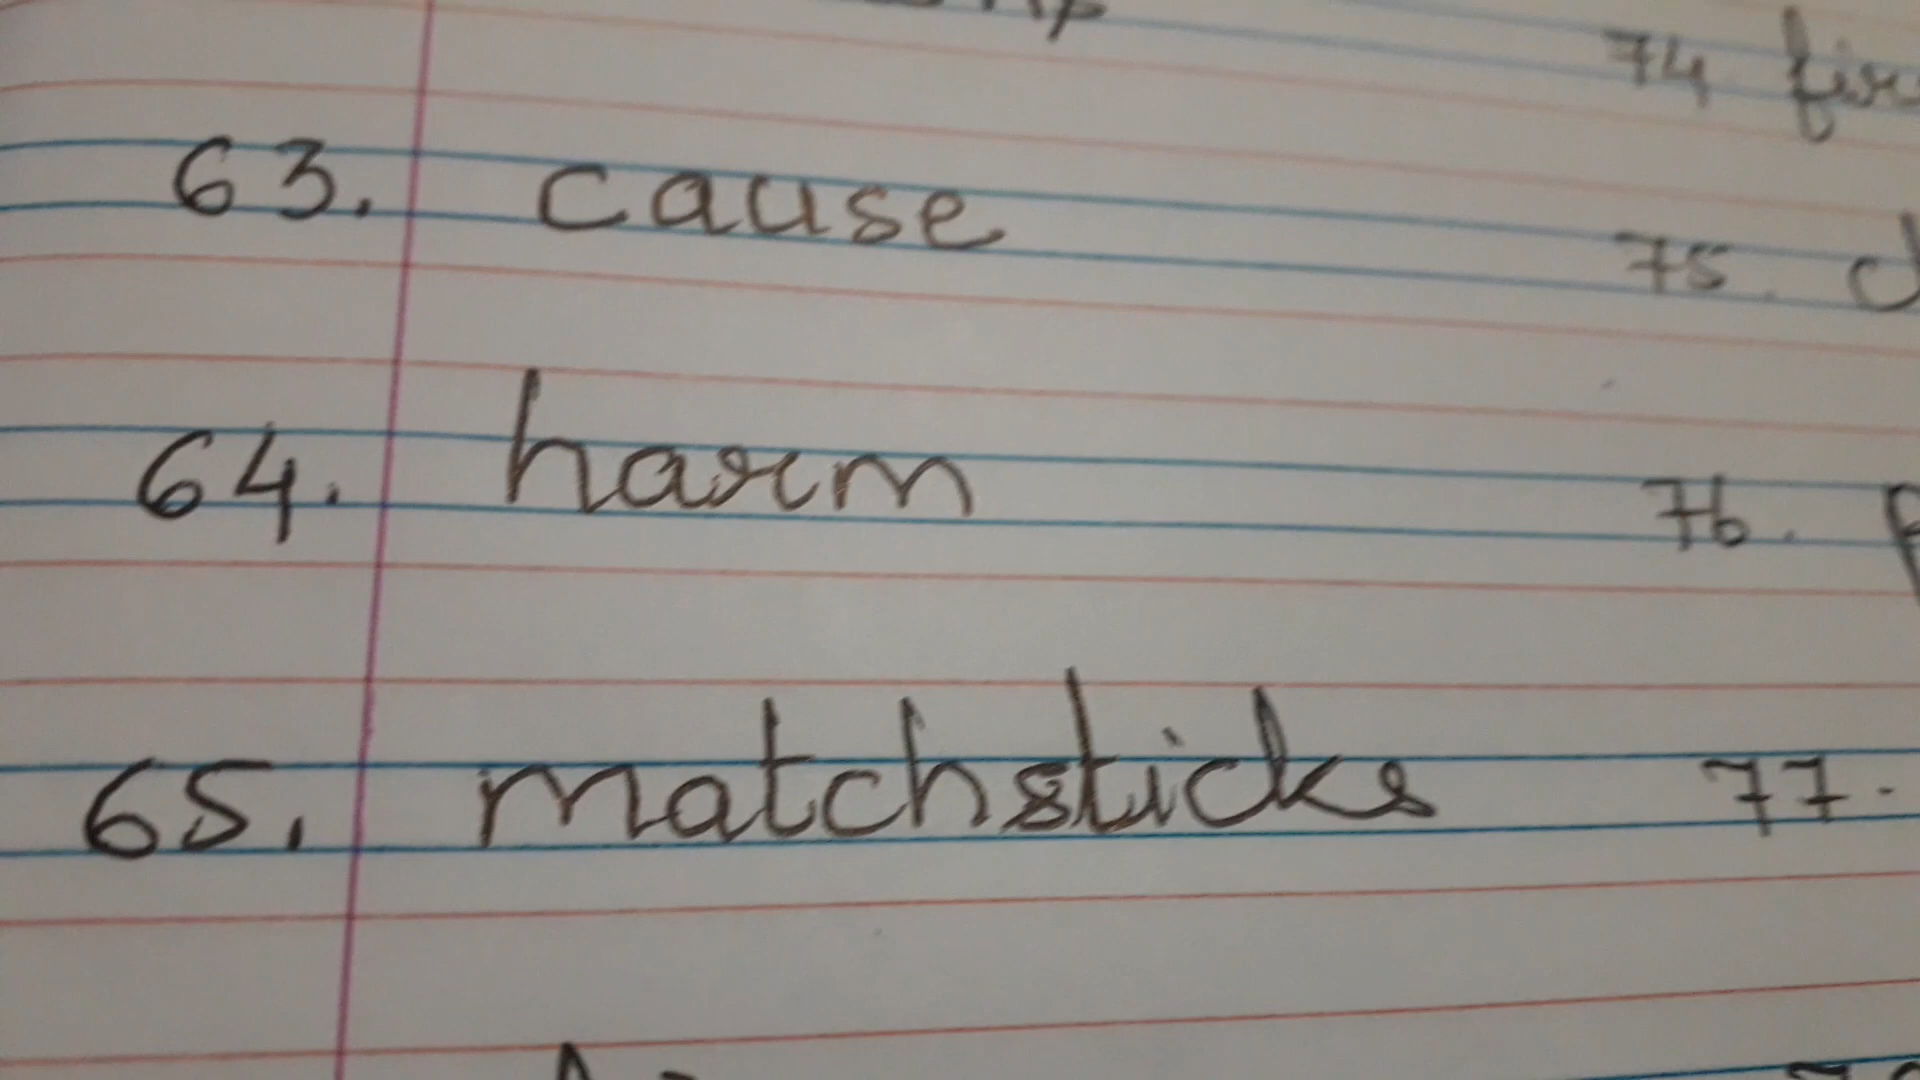 74
63. cause
75.
64. harm
76.
65. matchsticks
77.